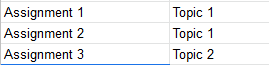 Assignment 1 Topic 1
Assignment 2 Topic 1
Assignment 3 Topic 2